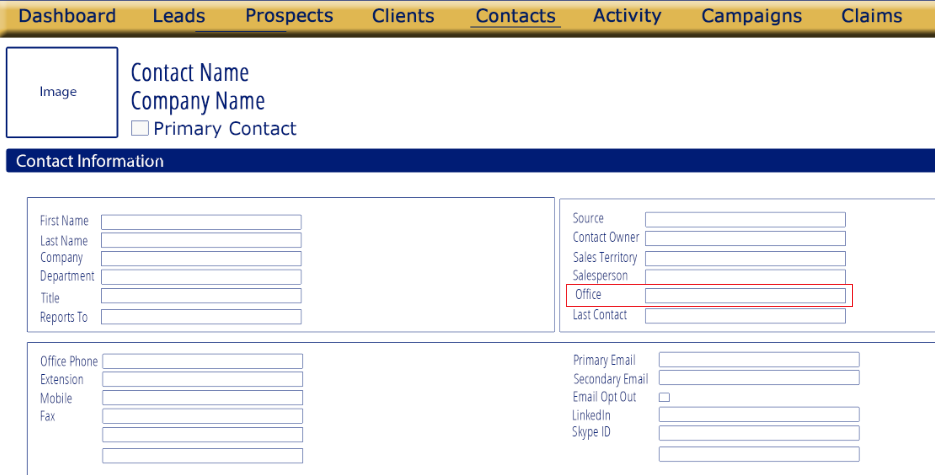 Dashboard Leads Prospects Clients Contacts Activity Campaigns Claims
Image
Contact Name
Company Name
Primary Contact
Contact Information
First Name
Last Name
Company
Department
Title
Reports To
Source
Contact Owner
Sales Territory
Salesperson
Office
Last Contact
Office Phone
Extension
Mobile
Fax
Primary Email
Secondary Email
Email Opt Out
LinkedIn
Skype ID